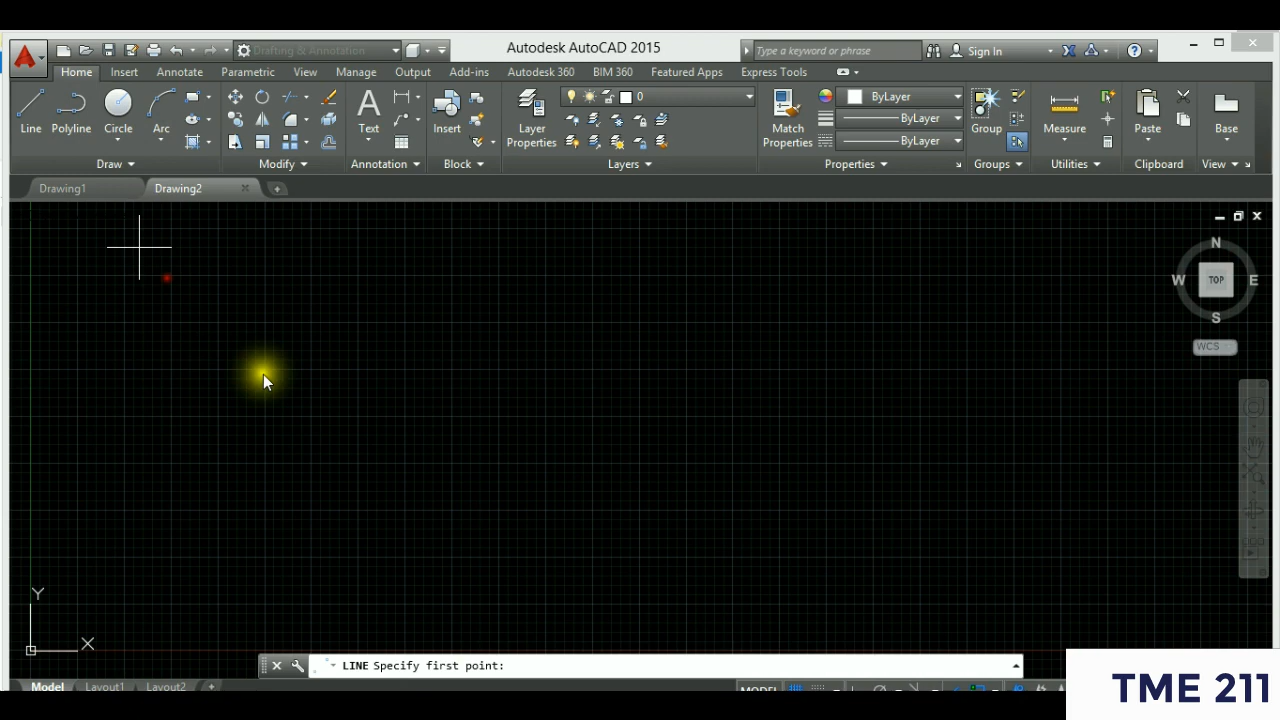 Drafting & Annotation
Autodesk AutoCAD 2015
Type a keyword or phrase
Sign In
Home Insert Annotate Parametric View Manage Output Add-ins Autodesk 360 BIM 360 Featured Apps Express Tools
0
ByLayer
ByLayer
ByLayer
Line Polyline Circle Arc
Text
Insert
Layer Properties
Match Properties
Group
Measure
Paste
Base
Draw Modify Annotation Block Layers Properties Groups Utilities Clipboard View
Drawing1 Drawing2
N
W TOP E
S
WCS
Y
X
LINE Specify first point:
Model Layout1 Layout2
MODEL
TME 211